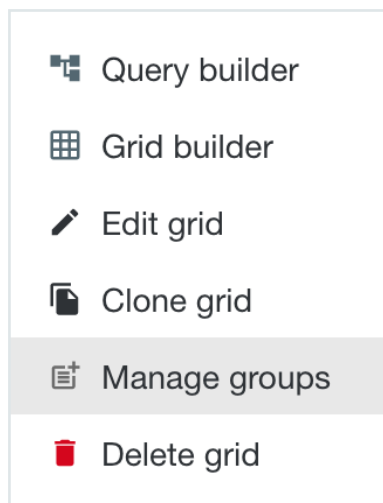 Query builder
Grid builder
Edit grid
Clone grid
Manage groups
Delete grid